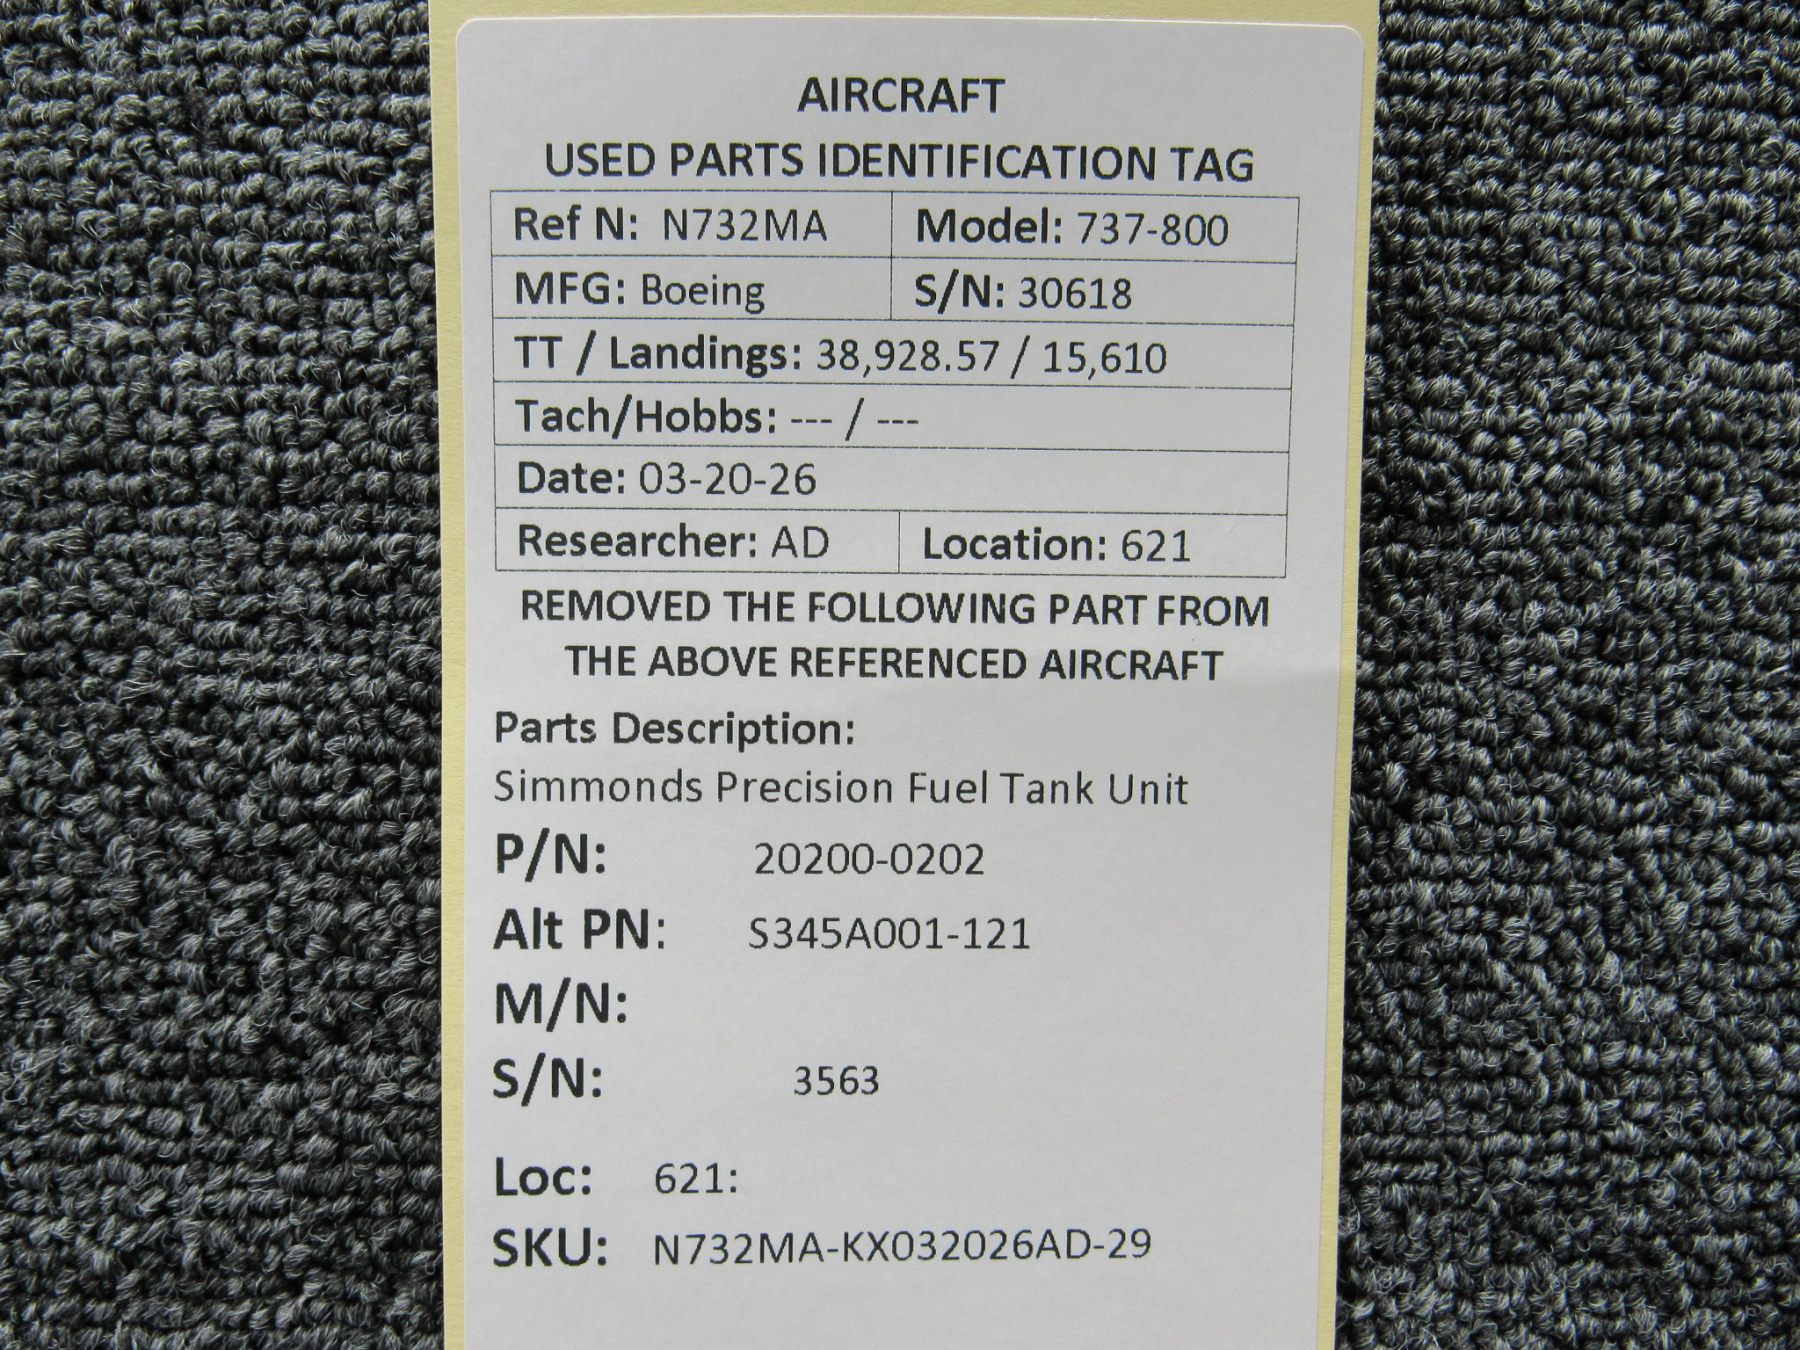 AIRCRAFT
USED PARTS IDENTIFICATION TAG
Ref N: N732MA Model: 737-800
MFG: Boeing S/N: 30618
TT / Landings: 38,928.57 / 15,610
Tach/Hobbs: --- / ---
Date: 03-20-26
Researcher: AD Location: 621
REMOVED THE FOLLOWING PART FROM
THE ABOVE REFERENCED AIRCRAFT
Parts Description:
Simmonds Precision Fuel Tank Unit
P/N: 20200-0202
Alt PN: S345A001-121
M/N:
S/N: 3563
Loc: 621:
SKU: N732MA-KX032026AD-29